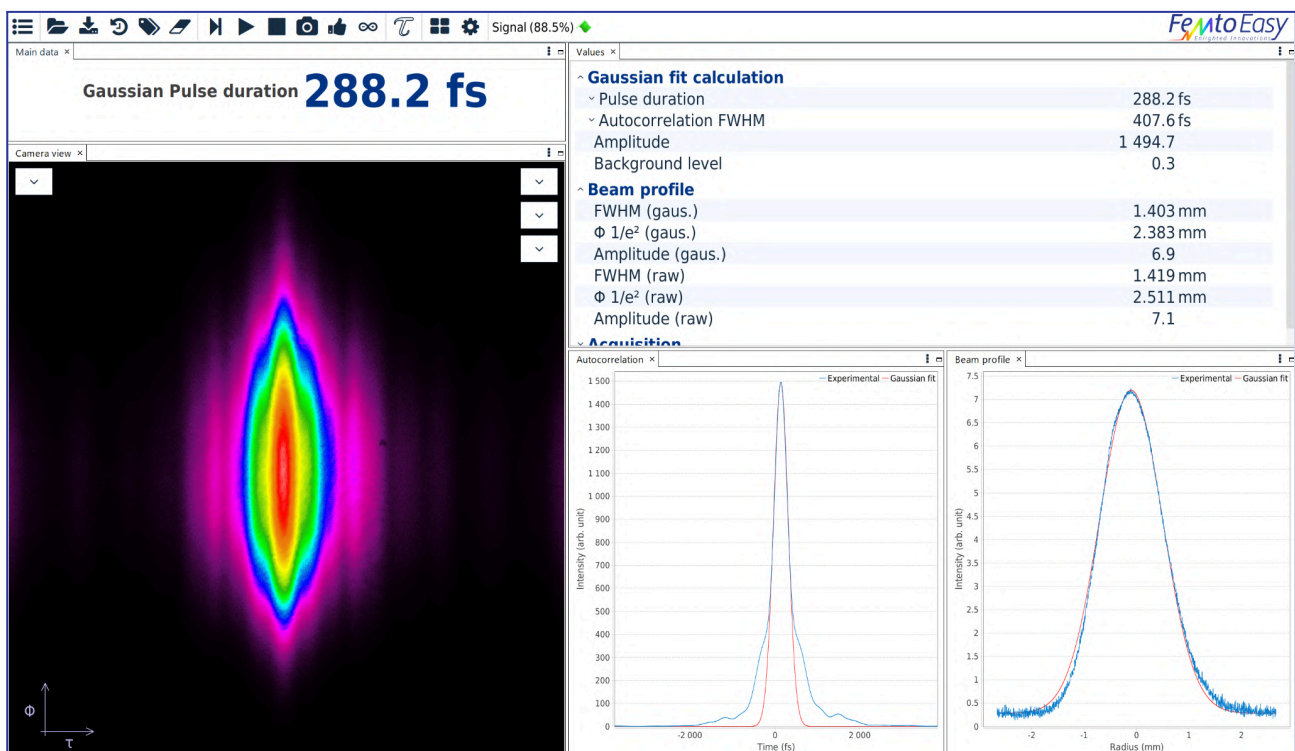 Signal (88.5%)
FemtoEasy
Enlighted Innovations
Main data ×
Gaussian Pulse duration 288.2 fs
Camera view ×
Φ
τ
Values ×
Gaussian fit calculation
Pulse duration 288.2 fs
Autocorrelation FWHM 407.6 fs
Amplitude 1 494.7
Background level 0.3
Beam profile
FWHM (gaus.) 1.403 mm
Φ 1/e² (gaus.) 2.383 mm
Amplitude (gaus.) 6.9
FWHM (raw) 1.419 mm
Φ 1/e² (raw) 2.511 mm
Amplitude (raw) 7.1
Acquisition
Autocorrelation ×
Experimental Gaussian fit
Intensity (arb. unit)
1 500
1 400
1 300
1 200
1 100
1 000
900
800
700
600
500
400
300
200
100
0
-2 000 0 2 000
Time (fs)
Beam profile ×
Experimental Gaussian fit
Intensity (arb. unit)
7.5
7
6.5
6
5.5
5
4.5
4
3.5
3
2.5
2
1.5
1
0.5
0
-2 -1 0 1 2
Radius (mm)